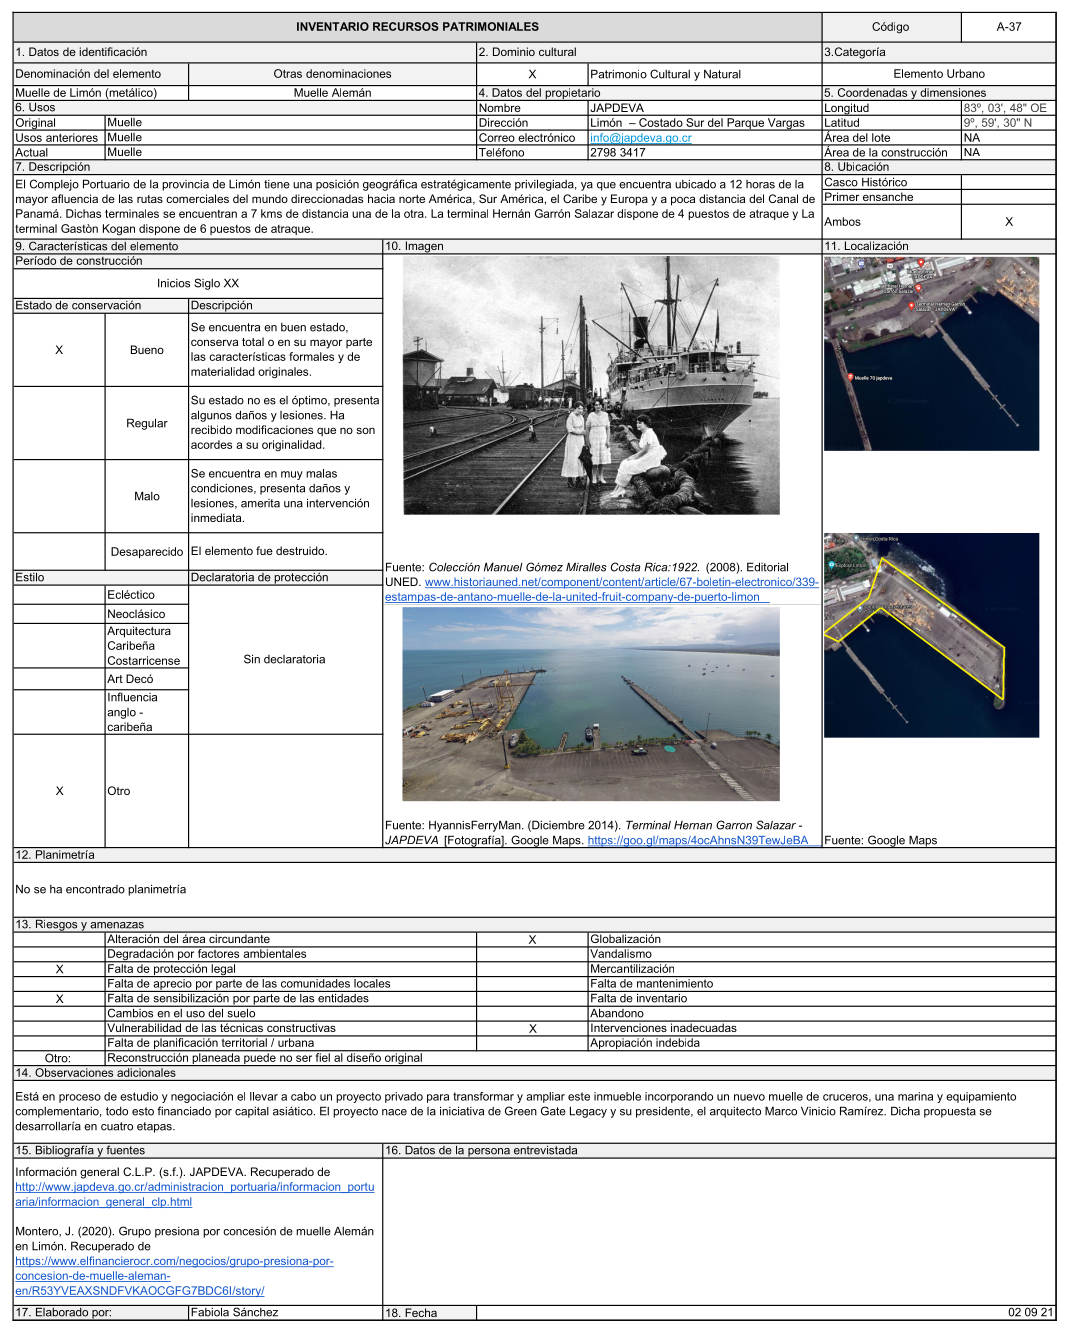 INVENTARIO RECURSOS PATRIMONIALES
Código
A-37
1. Datos de identificación
2. Dominio cultural
3.Categoría
Denominación del elemento
Otras denominaciones
X
Patrimonio Cultural y Natural
Elemento Urbano
Muelle de Limón (metálico)
Muelle Alemán
4. Datos del propietario
5. Coordenadas y dimensiones
6. Usos
Nombre
JAPDEVA
Longitud
83º, 03', 48" OE
Original
Muelle
Dirección
Limón – Costado Sur del Parque Vargas
Latitud
9º, 59', 30" N
Usos anteriores
Muelle
Correo electrónico
info@japdeva.go.cr
Área del lote
NA
Actual
Muelle
Teléfono
2798 3417
Área de la construcción
NA
7. Descripción
8. Ubicación
El Complejo Portuario de la provincia de Limón tiene una posición geográfica estratégicamente privilegiada, ya que encuentra ubicado a 12 horas de la
mayor afluencia de las rutas comerciales del mundo direccionadas hacia norte América, Sur América, el Caribe y Europa y a poca distancia del Canal de
Panamá. Dichas terminales se encuentran a 7 kms de distancia una de la otra. La terminal Hernán Garrón Salazar dispone de 4 puestos de atraque y La
terminal Gastòn Kogan dispone de 6 puestos de atraque.
Casco Histórico
Primer ensanche
Ambos
X
9. Características del elemento
10. Imagen
11. Localización
Período de construcción
Inicios Siglo XX
Estado de conservación
Descripción
X
Bueno
Se encuentra en buen estado,
conserva total o en su mayor parte
las características formales y de
materialidad originales.
Regular
Su estado no es el óptimo, presenta
algunos daños y lesiones. Ha
recibido modificaciones que no son
acordes a su originalidad.
Malo
Se encuentra en muy malas
condiciones, presenta daños y
lesiones, amerita una intervención
inmediata.
Desaparecido
El elemento fue destruido.
Estilo
Declaratoria de protección
Ecléctico
Neoclásico
Arquitectura
Caribeña
Costarricense
Art Decó
Influencia
anglo -
caribeña
Sin declaratoria
X
Otro
Fuente: Colección Manuel Gómez Miralles Costa Rica:1922. (2008). Editorial
UNED. www.historiauned.net/component/content/article/67-boletin-electronico/339-
estampas-de-antano-muelle-de-la-united-fruit-company-de-puerto-limon
Fuente: HyannisFerryMan. (Diciembre 2014). Terminal Hernan Garron Salazar -
JAPDEVA [Fotografía]. Google Maps. https://goo.gl/maps/4ocAhnsN39TewJeBA
Terminal Hernan Garron
Salazar - JAPDEVA
Muelle 70 japdeva
Fuente: Google Maps
12. Planimetría
No se ha encontrado planimetría
13. Riesgos y amenazas
Alteración del área circundante
X
Globalización
Degradación por factores ambientales
Vandalismo
X
Falta de protección legal
Mercantilización
Falta de aprecio por parte de las comunidades locales
Falta de mantenimiento
X
Falta de sensibilización por parte de las entidades
Falta de inventario
Cambios en el uso del suelo
Abandono
Vulnerabilidad de las técnicas constructivas
X
Intervenciones inadecuadas
Falta de planificación territorial / urbana
Apropiación indebida
Otro:
Reconstrucción planeada puede no ser fiel al diseño original
14. Observaciones adicionales
Está en proceso de estudio y negociación el llevar a cabo un proyecto privado para transformar y ampliar este inmueble incorporando un nuevo muelle de cruceros, una marina y equipamiento
complementario, todo esto financiado por capital asiático. El proyecto nace de la iniciativa de Green Gate Legacy y su presidente, el arquitecto Marco Vinicio Ramírez. Dicha propuesta se
desarrollaría en cuatro etapas.
15. Bibliografía y fuentes
16. Datos de la persona entrevistada
Información general C.L.P. (s.f.). JAPDEVA. Recuperado de
http://www.japdeva.go.cr/administracion_portuaria/informacion_portu
aria/informacion_general_clp.html
Montero, J. (2020). Grupo presiona por concesión de muelle Alemán
en Limón. Recuperado de
https://www.elfinancierocr.com/negocios/grupo-presiona-por-
concesion-de-muelle-aleman-
en/R53YVEAXSNDFVKAOCGFG7BDC6I/story/
17. Elaborado por:
Fabiola Sánchez
18. Fecha
02 09 21